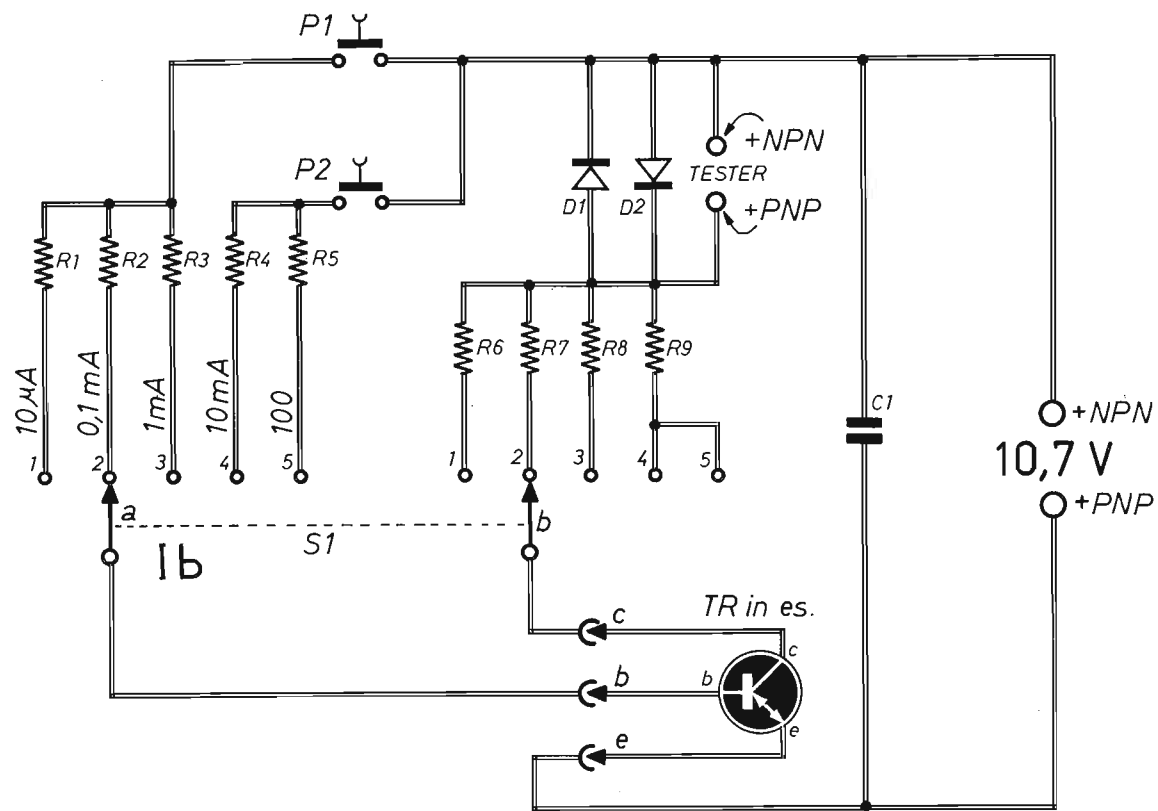 P1
P2
+NPN
TESTER
+PNP
D1
D2
R1
R2
R3
R4
R5
R6
R7
R8
R9
10µA
0,1 mA
1mA
10mA
100
C1
+NPN
10,7 V
+PNP
1
2
3
4
5
1
2
3
4
5
a
b
S1
Ib
TR in es.
c
b
e
c
b
e